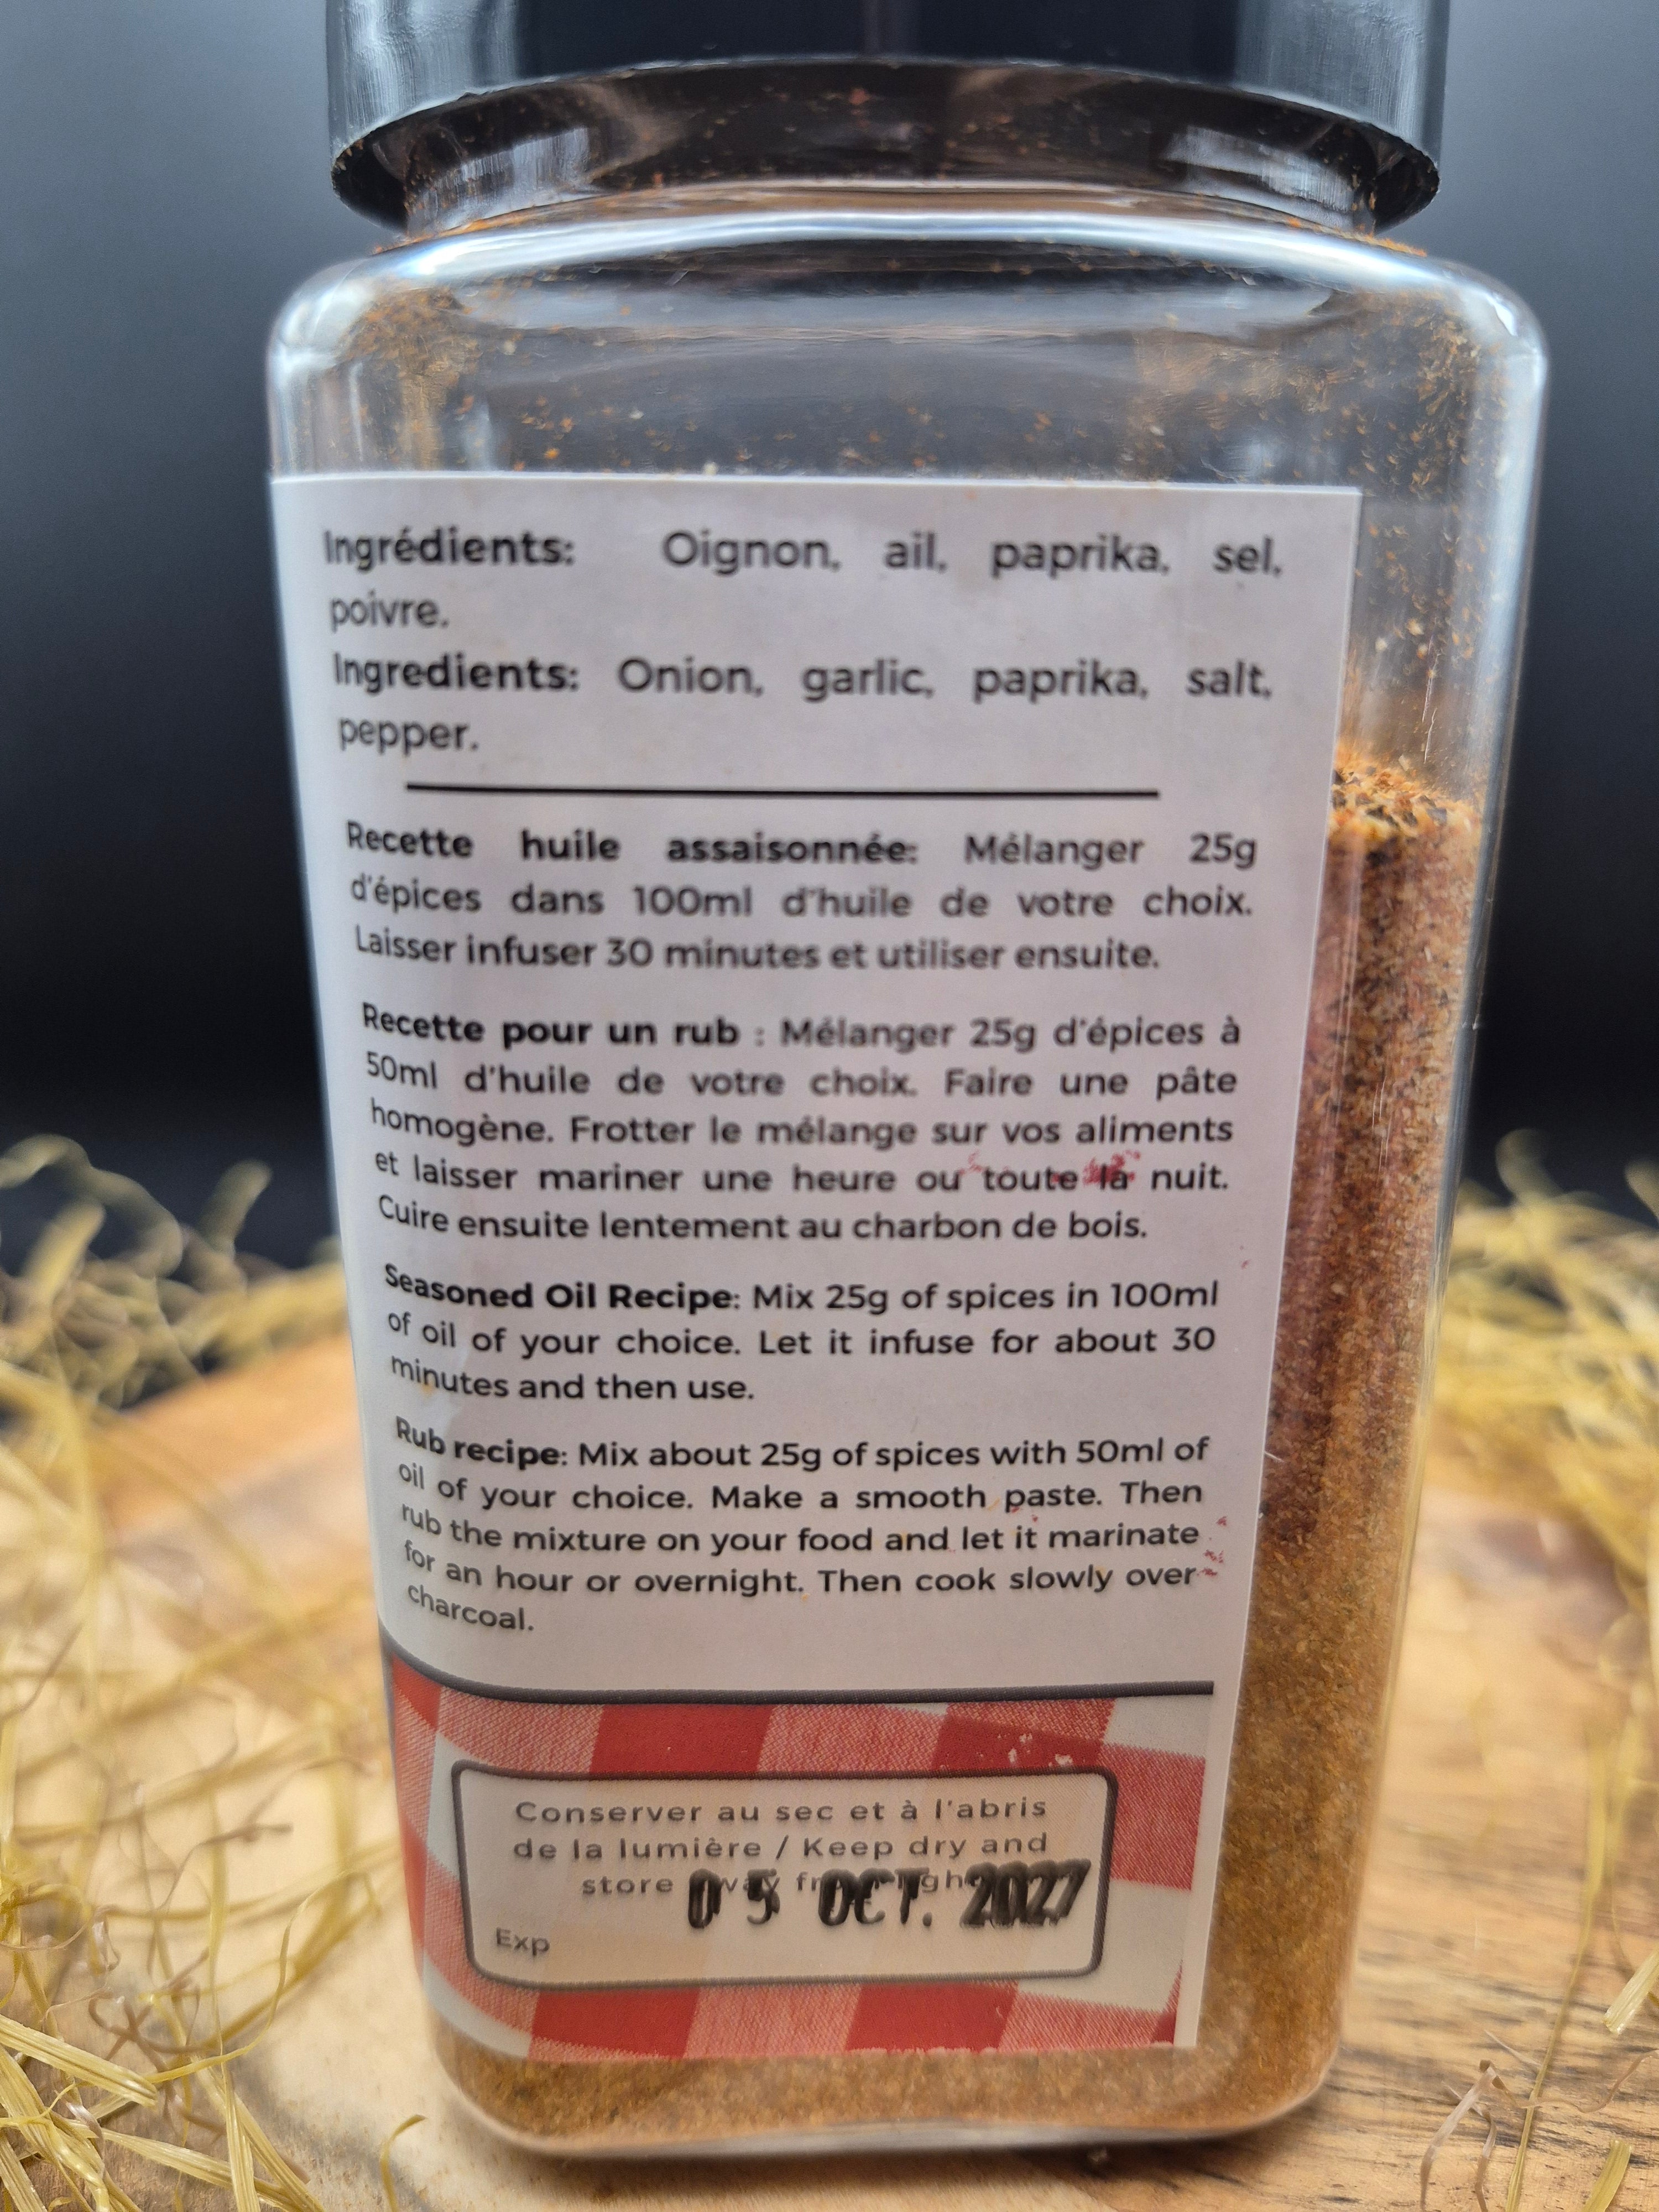 Ingrédients: Oignon, ail, paprika, sel,
poivre.
Ingredients: Onion, garlic, paprika, salt,
pepper.
Recette huile assaisonnée: Mélanger 25g
d'épices dans 100ml d'huile de votre choix.
Laisser infuser 30 minutes et utiliser ensuite.
Recette pour un rub : Mélanger 25g d'épices à
50ml d'huile de votre choix. Faire une pâte
homogène. Frotter le mélange sur vos aliments
et laisser mariner une heure ou toute la nuit.
Cuire ensuite lentement au charbon de bois.
Seasoned Oil Recipe: Mix 25g of spices in 100ml
of oil of your choice. Let it infuse for about 30
minutes and then use.
Rub recipe: Mix about 25g of spices with 50ml of
oil of your choice. Make a smooth paste. Then
rub the mixture on your food and let it marinate
for an hour or overnight. Then cook slowly over
charcoal.
Conserver au sec et à l'abris
de la lumière / Keep dry and
store
05 OCT. 2027
Exp